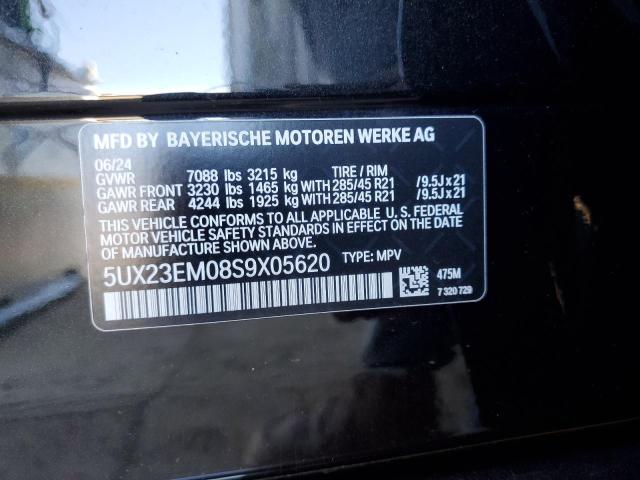 MFD BY BAYERISCHE MOTOREN WERKE AG
06/24
GVWR 7088 lbs 3215 kg TIRE / RIM
GAWR FRONT 3230 lbs 1465 kg WITH 285/45 R21 /9.5J x 21
GAWR REAR 4244 lbs 1925 kg WITH 285/45 R21 /9.5J x 21
THIS VEHICLE CONFORMS TO ALL APPLICABLE U. S. FEDERAL
MOTOR VEHICLE SAFETY STANDARDS IN EFFECT ON THE
DATE OF MANUFACTURE SHOWN ABOVE.
5UX23EM08S9X05620 TYPE: MPV
475M
7 320 729